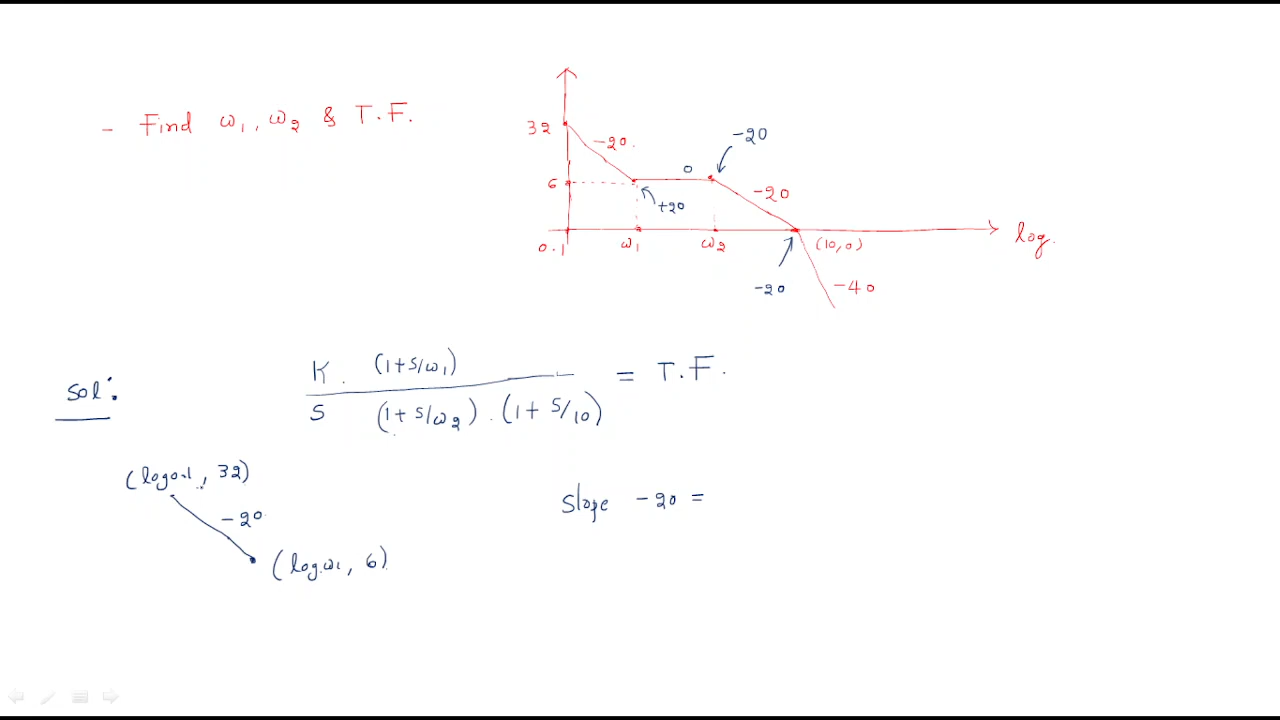 - Find ω1, ω2 & T.F.
32
-20.
-20
0
6
+20
-20
0.1
ω1
ω2
(10,0)
log.
-20
-40
Sol:
K. (1+S/ω1)
S (1+S/ω2).(1+S/10)
= T.F.
(log0.1, 32)
-20
(logω1, 6)
Slope -20 =